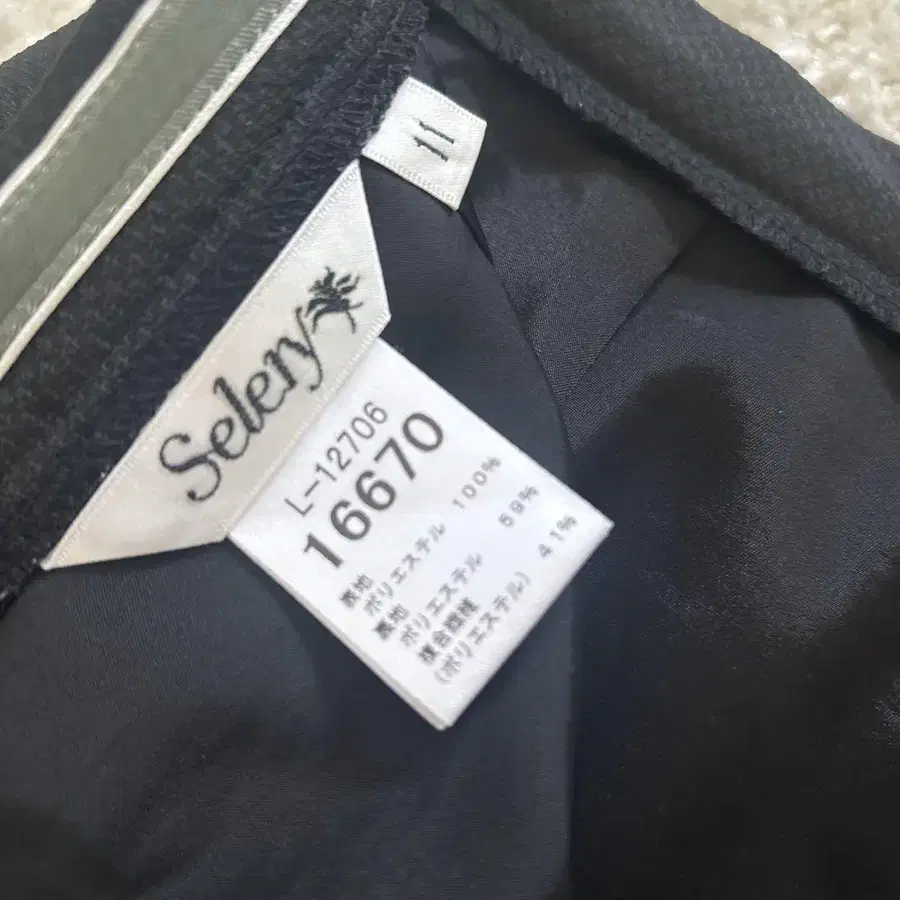 11
Selery
L-12706
16670
表地
ポリエステル 100%
裏地
ポリエステル 59%
複合繊維
(ポリエステル) 41%